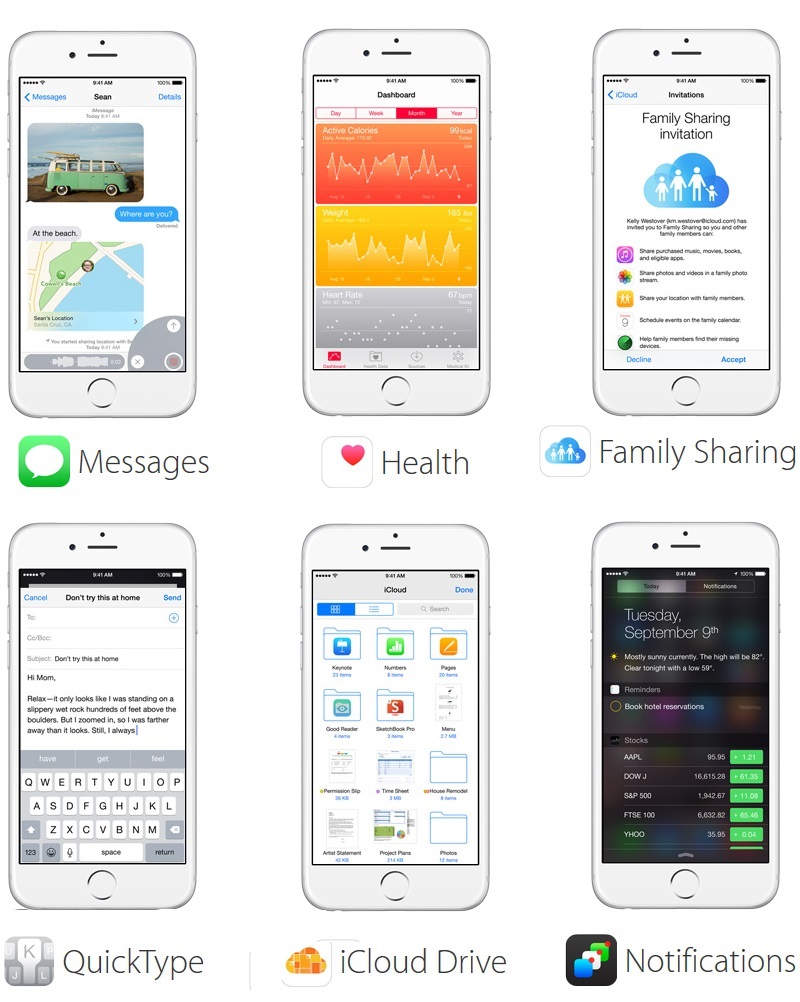 9:41 AM 100%
Messages Sean Details
iMessage
Today 9:41 AM
Where are you?
Delivered
At the beach.
Cowell's Beach
Sean's Location
Santa Cruz, CA
You started sharing location with
Today 9:41 AM
0:02
Messages
9:41 AM 100%
Dashboard
Day Week Month Year
Active Calories 99 kcal
Today
Weight 165 lbs
Today
Heart Rate 67 bpm
Today
Dashboard Health Data Sources Medical ID
Health
9:41 AM 100%
iCloud Invitations
Family Sharing
invitation
Kelly Westover (km.westover@icloud.com) has
invited you to Family Sharing so you and other
family members can:
Share purchased music, movies, books,
and eligible apps.
Share photos and videos in a family photo
stream.
Share your location with family members.
9
Schedule events on the family calendar.
Help family members find their missing
devices.
Decline Accept
Family Sharing
9:41 AM 100%
Cancel Don't try this at home Send
To:
Cc/Bcc:
Subject: Don't try this at home
Hi Mom,
Relax—it only looks like I was standing on a
slippery wet rock hundreds of feet above the
boulders. But I zoomed in, so I was farther
away than it looks. Still, I always
have get feel
Q W E R T Y U I O P
A S D F G H J K L
Z X C V B N M
123 space return
K
J L
QuickType
9:41 AM 100%
iCloud Done
Search
Keynote Numbers Pages
23 items 8 items 20 items
S
Good Reader SketchBook Pro Menu
4 items 3 items 2.7 MB
Permission Slip Time Sheet House Remodel
26 KB 3 MB 8 items
Artist Statement Project Plans Photos
43 KB 214 KB 12 items
iCloud Drive
9:41 AM 100%
Today Notifications
Tuesday,
September 9th
Mostly sunny currently. The high will be 82°.
Clear tonight with a low 59°.
Reminders
Book hotel reservations Yesterday
Stocks
AAPL 95.95 + 1.21
DOW J 16,615.28 + 61.35
S&P 500 1,942.67 + 11.08
FTSE 100 6,632.82 + 65.46
YHOO 35.95 + 0.04
Notifications